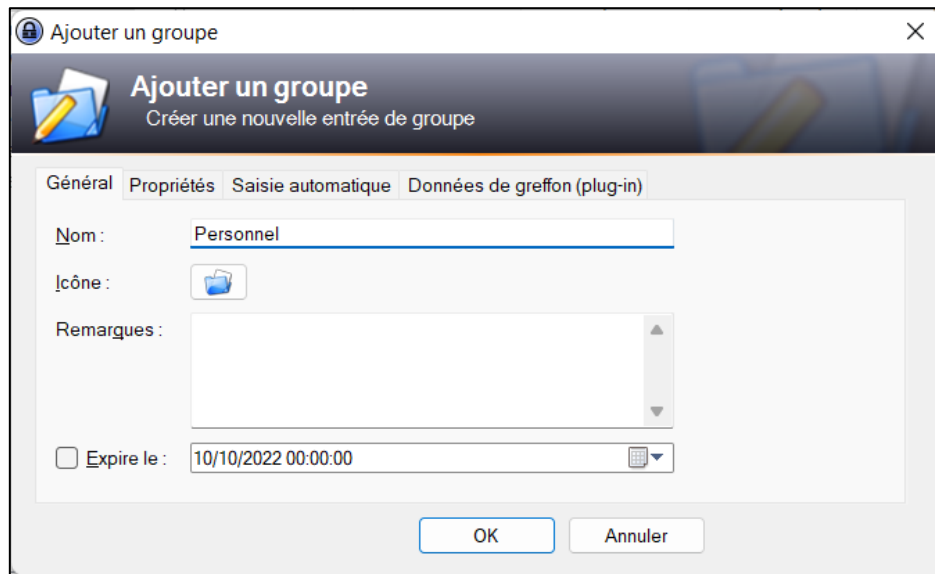 Ajouter un groupe
Ajouter un groupe
Créer une nouvelle entrée de groupe
Général Propriétés Saisie automatique Données de greffon (plug-in)
Nom : Personnel
Icône :
Remarques :
Expire le : 10/10/2022 00:00:00
OK Annuler